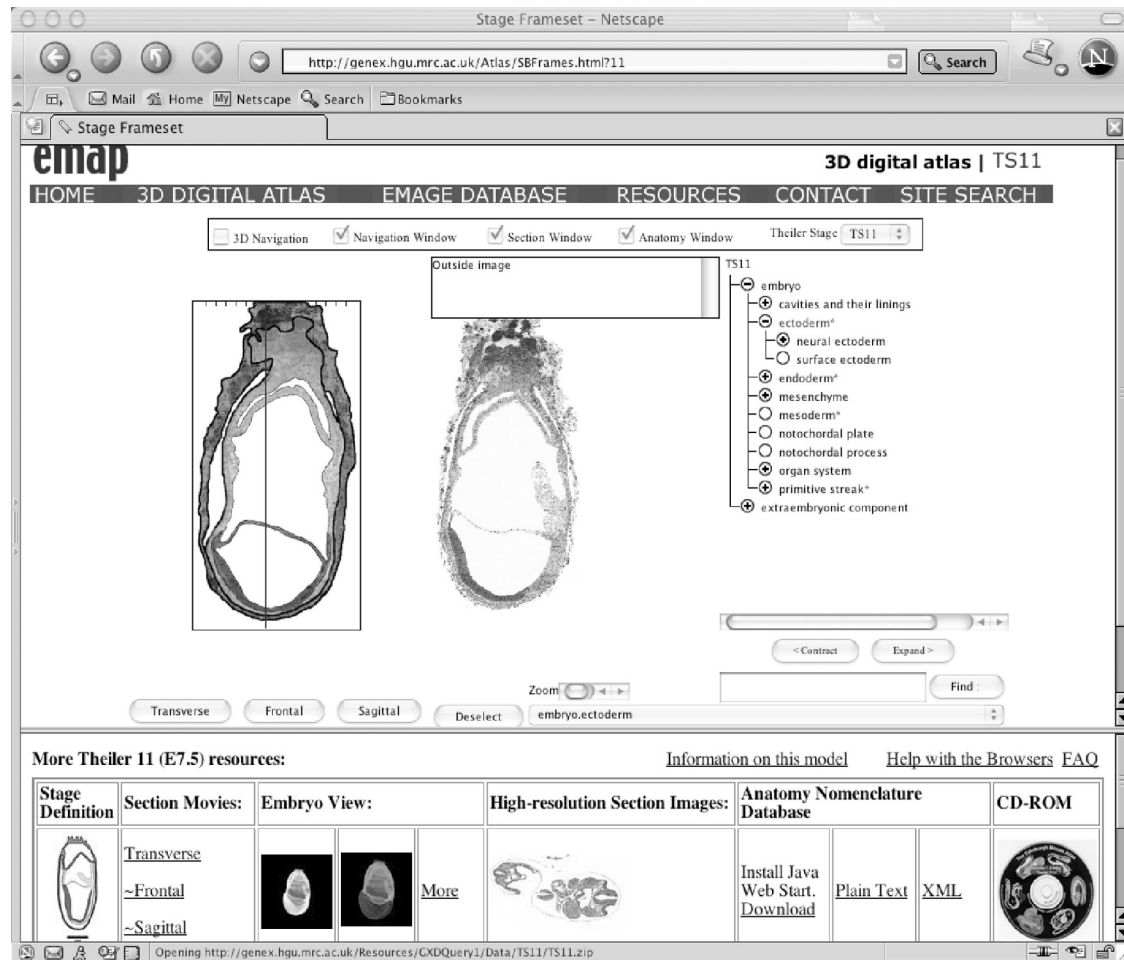 Stage Frameset – Netscape
http://genex.hgu.mrc.ac.uk/Atlas/SBFrames.html?11
Search
N
Mail Home My Netscape Search Bookmarks
Stage Frameset
emap
3D digital atlas | TS11
HOME 3D DIGITAL ATLAS EMAGE DATABASE RESOURCES CONTACT SITE SEARCH
3D Navigation Navigation Window Section Window Anatomy Window Theiler Stage TS11
Outside image
TS11
embryo
cavities and their linings
ectoderm*
neural ectoderm
surface ectoderm
endoderm*
mesenchyme
mesoderm*
notochordal plate
notochordal process
organ system
primitive streak*
extraembryonic component
< Contract Expand >
Zoom
Find :
Transverse Frontal Sagittal Deselect embryo.ectoderm
More Theiler 11 (E7.5) resources: Information on this model Help with the Browsers FAQ
Stage Definition Section Movies: Embryo View: High-resolution Section Images: Anatomy Nomenclature Database CD-ROM
Transverse
~Frontal
~Sagittal
More
Install Java
Web Start.
Download
Plain Text
XML
Opening http://genex.hgu.mrc.ac.uk/Resources/GXDQuery1/Data/TS11/TS11.zip